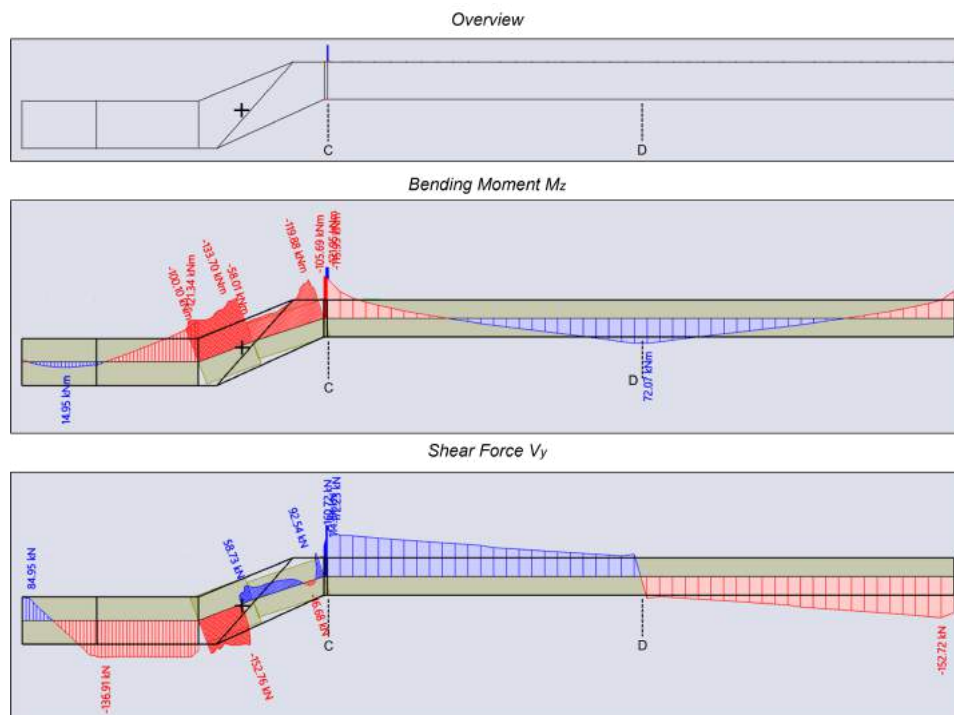 Overview
C
D
Bending Moment Mz
-100.10 kNm
-133.70 kNm
-58.01 kNm
-119.88 kNm
-105.69 kNm
14.95 kNm
72.07 kNm
C
D
Shear Force Vy
84.95 kN
58.73 kN
92.54 kN
-136.91 kN
-152.76 kN
-152.72 kN
C
D